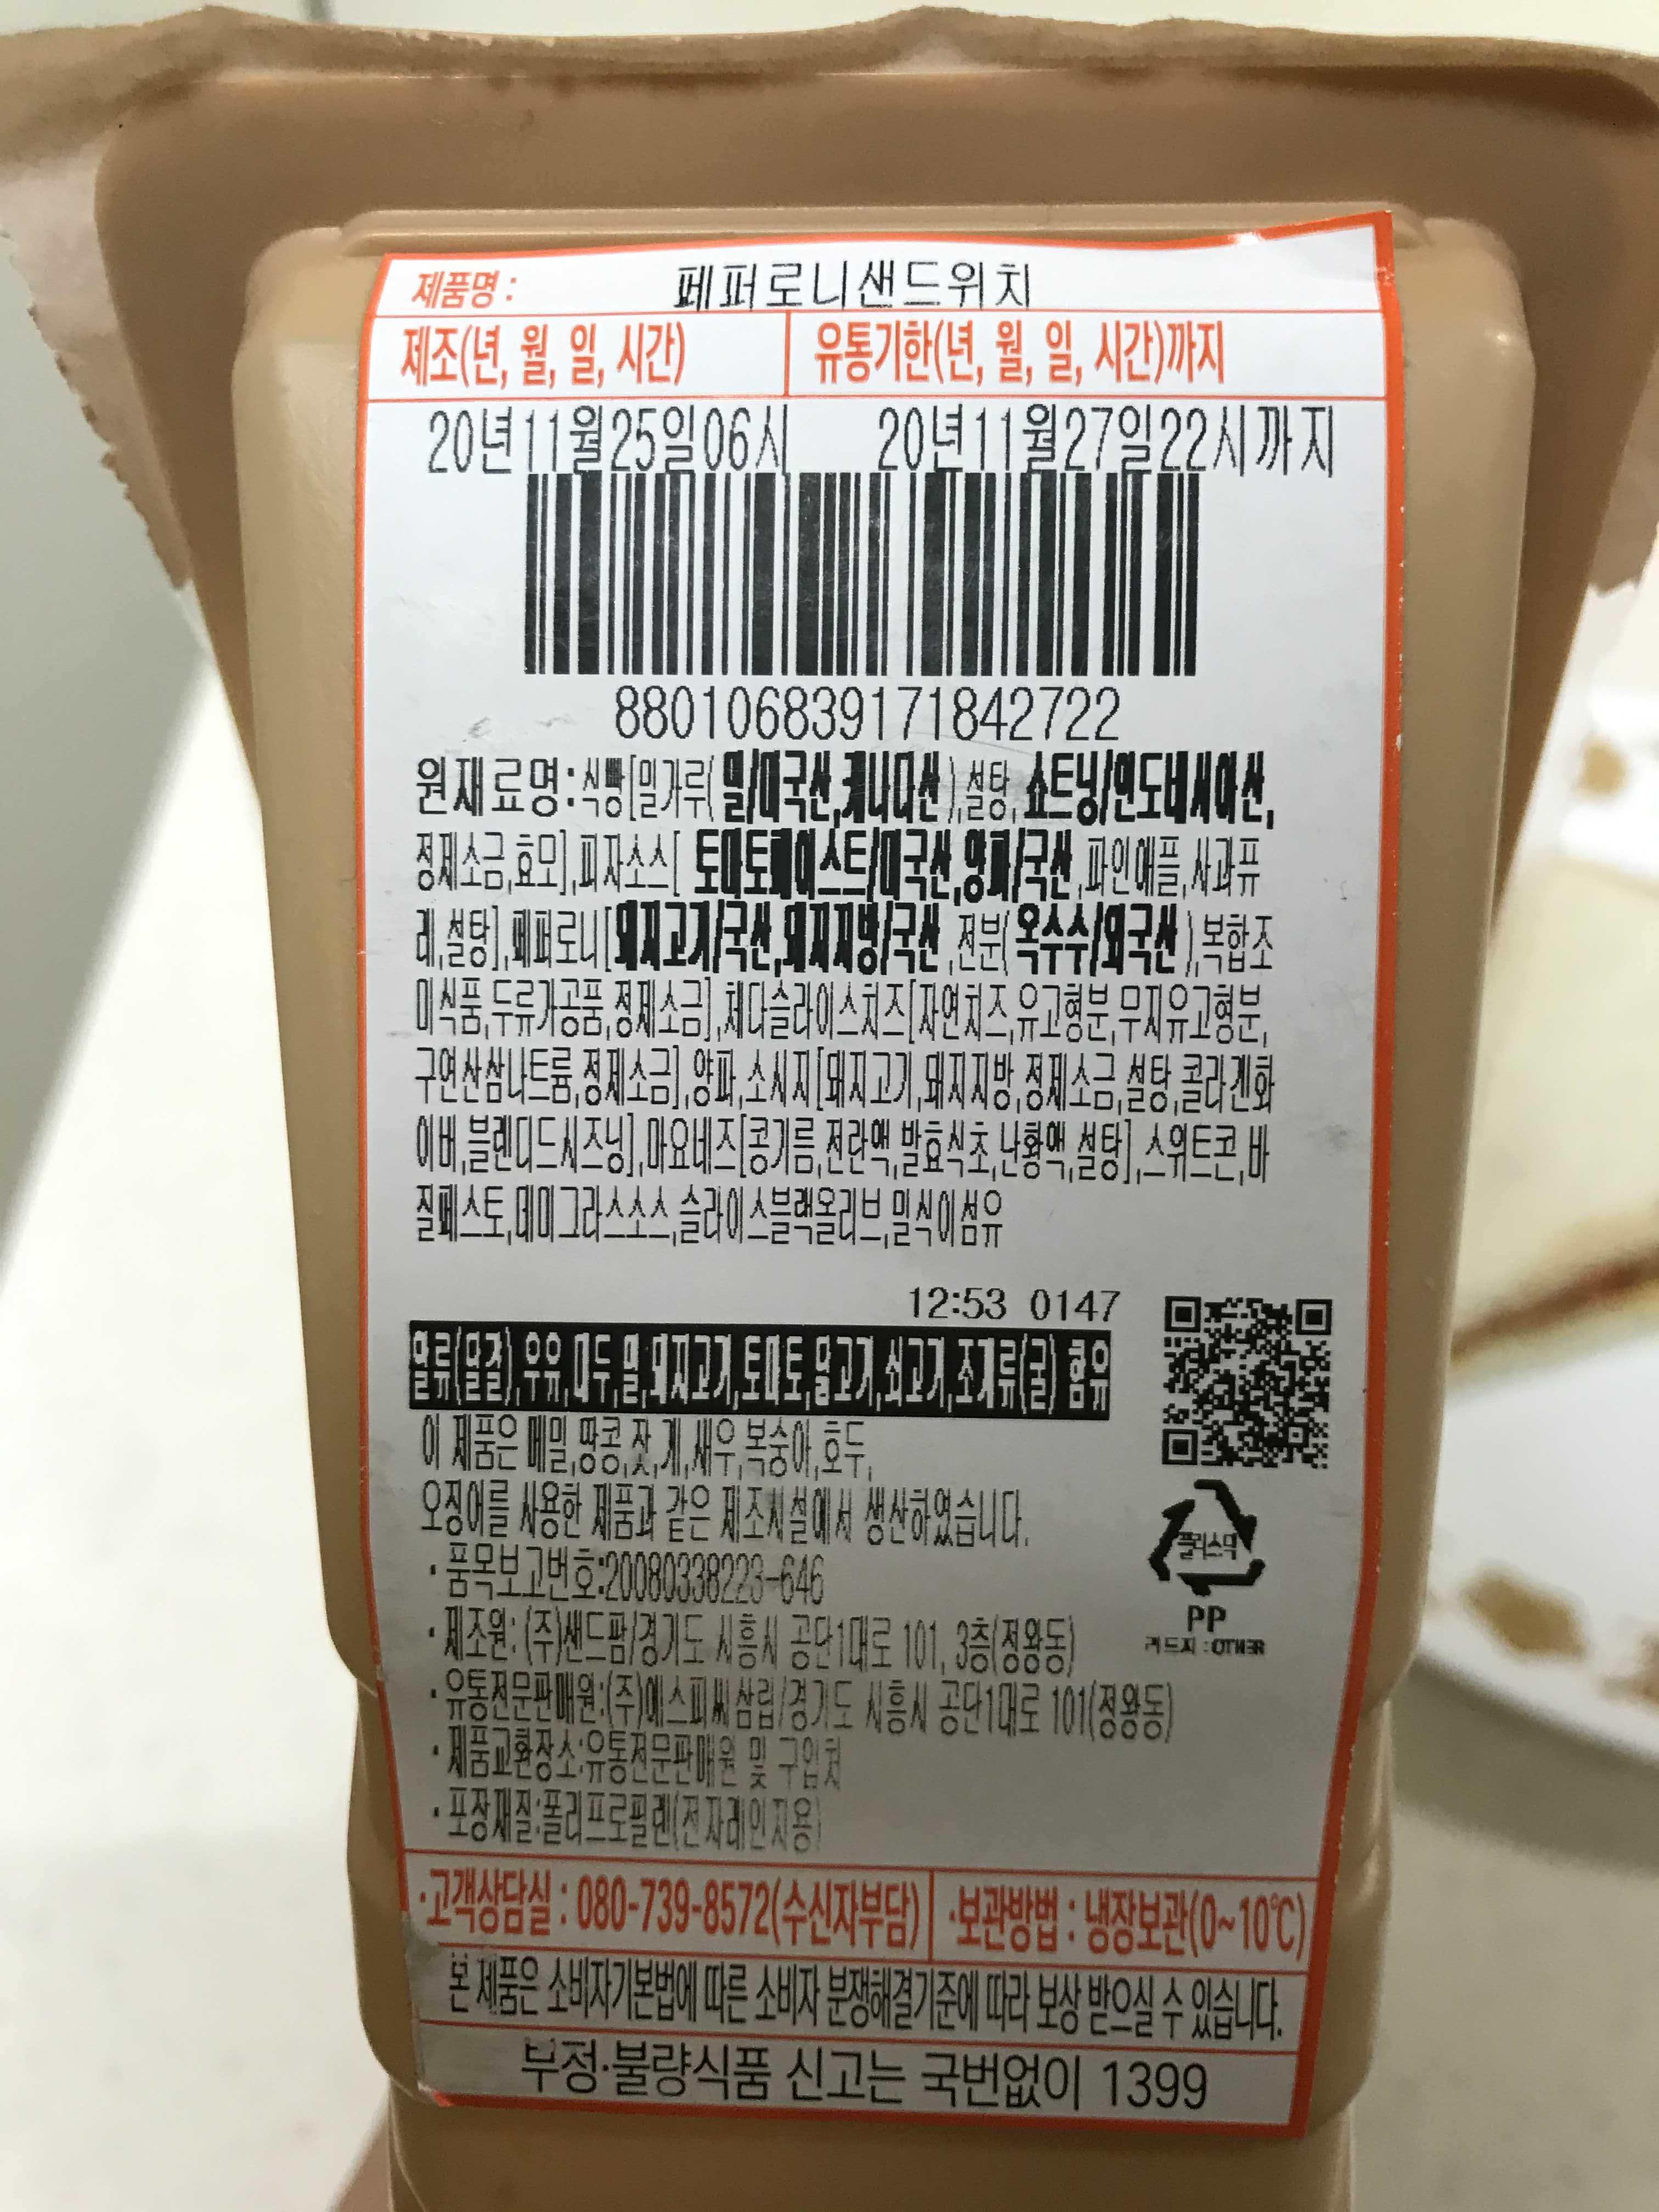 제품명 : 페퍼로니샌드위치
제조(년, 월, 일, 시간) 유통기한(년, 월, 일, 시간)까지
20년11월25일06시 20년11월27일22시까지
880106839171842722
원재료명:식빵[밀가루(밀/미국산,캐나다산),설탕,쇼트닝/인도네시아산,
정제소금,효모],피자소스[토마토페이스트/미국산,양파/국산,파인애플,사과퓨
레,설탕],페퍼로니[돼지고기/국산,돼지지방/국산,전분(옥수수/외국산),복합조
미식품,두류가공품,정제소금],체다슬라이스치즈[자연치즈,유고형분,무지유고형분,
구연산삼나트륨,정제소금],양파,소시지[돼지고기,돼지지방,정제소금,설탕,콜라겐화
이버,블렌디드시즈닝],마요네즈[콩기름,전란액,발효식초,난황액,설탕],스위트콘,바
질페스토,데미그라스소스,슬라이스블랙올리브,밀식이섬유
12:53 0147
알류(달걀),우유,대두,밀,돼지고기,토마토,닭고기,쇠고기,조개류(굴) 함유
이 제품은 메밀,땅콩,잣,게,새우,복숭아,호두,
오징어를 사용한 제품과 같은 제조시설에서 생산하였습니다.
플라스틱
PP
리드지 : OTHER
· 품목보고번호:20080338223-646
· 제조원: (주)샌드팜/경기도 시흥시 공단1대로 101, 3층(정왕동)
· 유통전문판매원:(주)에스피씨삼립/경기도 시흥시 공단1대로 101(정왕동)
· 제품교환장소:유통전문판매원 및 구입처
· 포장재질:폴리프로필렌(전자레인지용)
·고객상담실 : 080-739-8572(수신자부담) ·보관방법 : 냉장보관(0~10℃)
본 제품은 소비자기본법에 따른 소비자 분쟁해결기준에 따라 보상 받으실 수 있습니다.
부정·불량식품 신고는 국번없이 1399